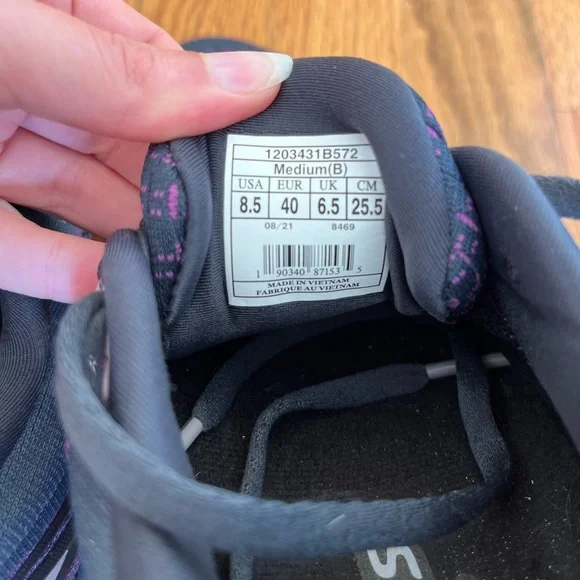 1203431B572
Medium(B)
USA EUR UK CM
8.5 40 6.5 25.5
08/21 8469
1 90340 87153 5
MADE IN VIETNAM
FABRIQUE AU VIETNAM
S